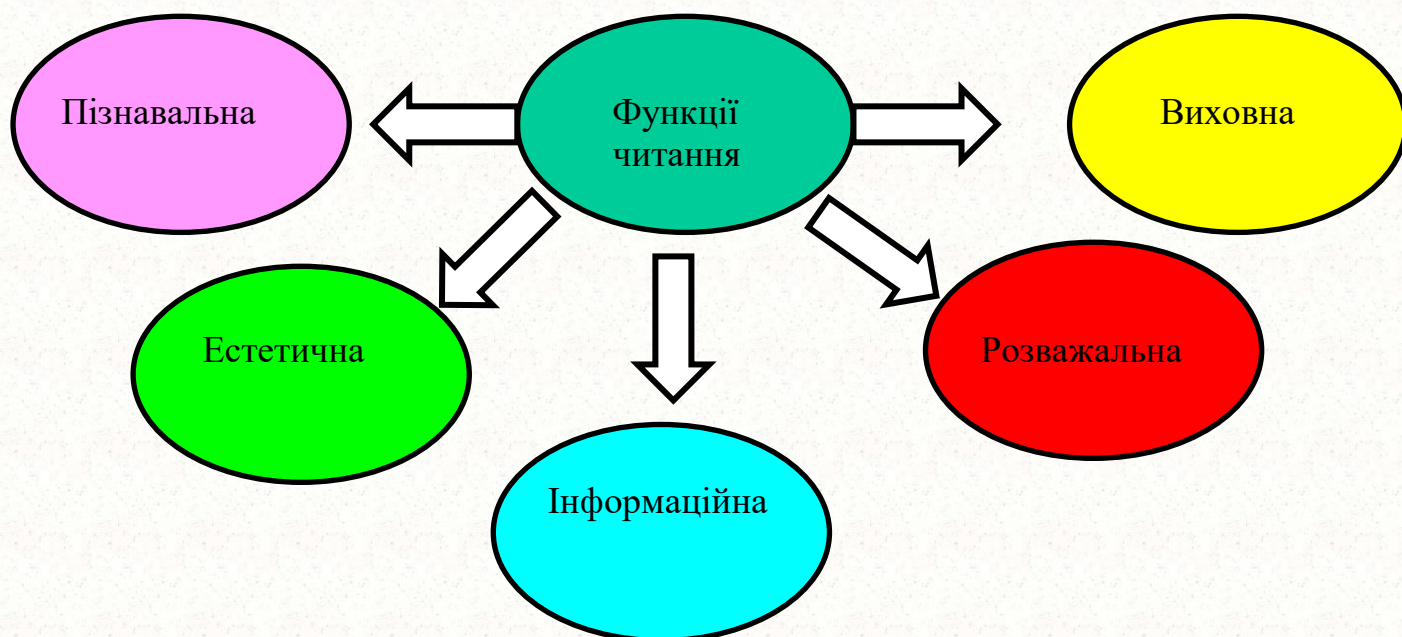 Пізнавальна
Функції
читання
Виховна
Естетична
Розважальна
Інформаційна